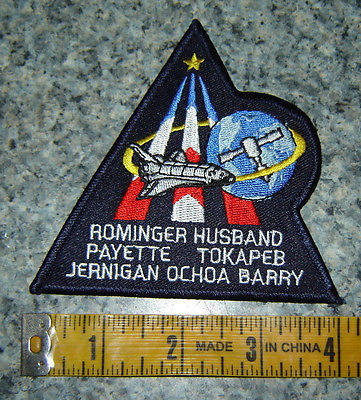 ROMINGER HUSBAND
PAYETTE TOKAPEB
JERNIGAN OCHOA BARRY
1 2 MADE 3 IN CHINA 4